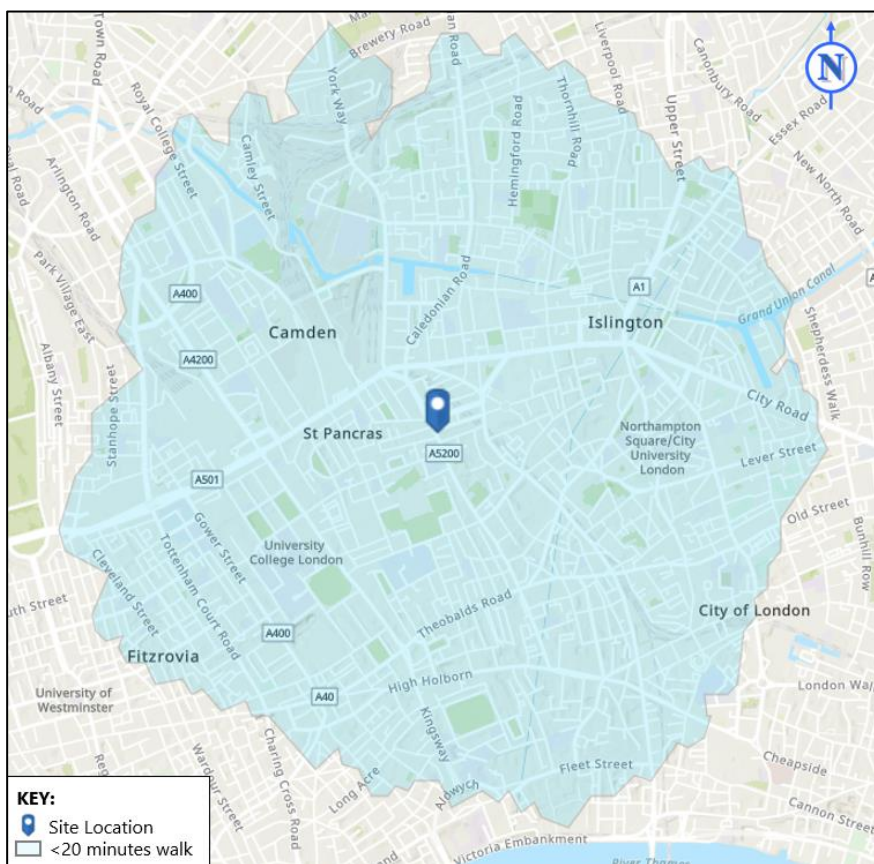 Town Road
Royal College Street
Arlington Road
Camley Street
York Way
Brewery Road
Road
Thornhill Road
Hemingford Road
Liverpool Road
Upper Street
Canonbury Road
Essex Road
New North Road
N
Park Village East
Albany Street
Stanhope Street
A400
Camden
A4200
Caledonian Road
A1
Islington
Grand Union Canal
Shepherdess Walk
City Road
St Pancras
A5200
Northampton
Square/City
University
London
Lever Street
Old Street
Bunhill Row
A501
Gower Street
Tottenham Court Road
Cleveland Street
University
College London
Theobalds Road
City of London
A400
Fitzrovia
University of
Westminster
A40
High Holborn
Kingsway
London Wa
Wardour Street
Charing Cross Road
Long Acre
Aldwych
Fleet Street
Cheapside
Cannon Street
Victoria Embankment
River Thames
KEY:
Site Location
<20 minutes walk